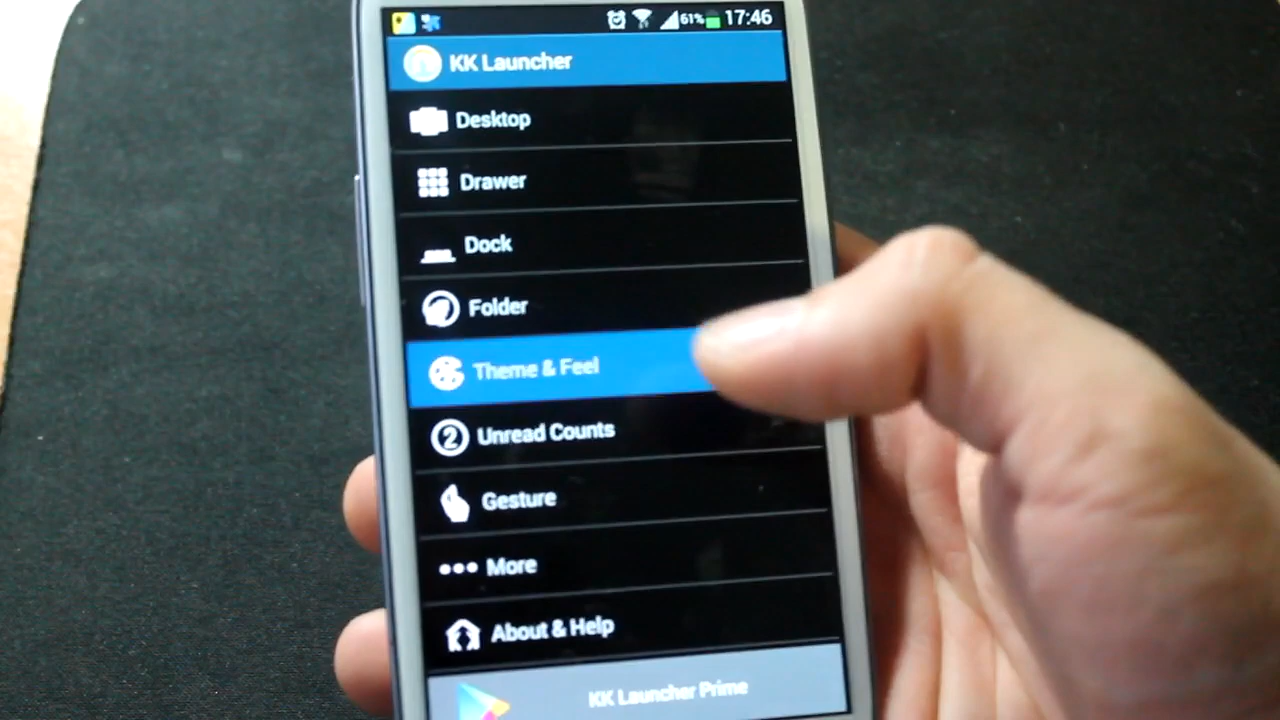 61% 17:46
KK Launcher
Desktop
Drawer
Dock
Folder
Theme & Feel
2 Unread Counts
Gesture
More
About & Help
KK Launcher Prime